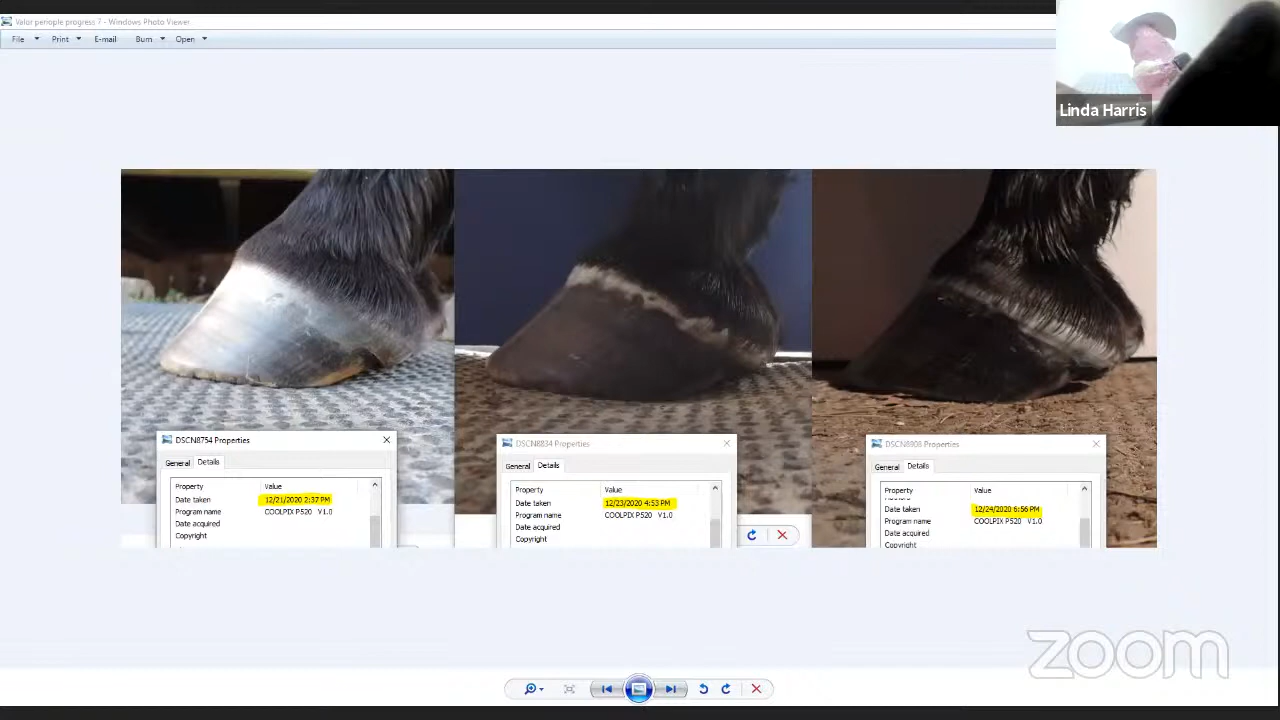 Valor periople progress 7 - Windows Photo Viewer
File Print E-mail Burn Open
Linda Harris
DSCN8754 Properties
General Details
Property Value
Date taken 12/21/2020 2:37 PM
Program name COOLPIX P520 V1.0
Date acquired
Copyright
DSCN8834 Properties
General Details
Property Value
Date taken 12/23/2020 4:53 PM
Program name COOLPIX P520 V1.0
Date acquired
Copyright
DSCN8908 Properties
General Details
Property Value
Date taken 12/24/2020 6:56 PM
Program name COOLPIX P520 V1.0
Date acquired
Copyright
zoom